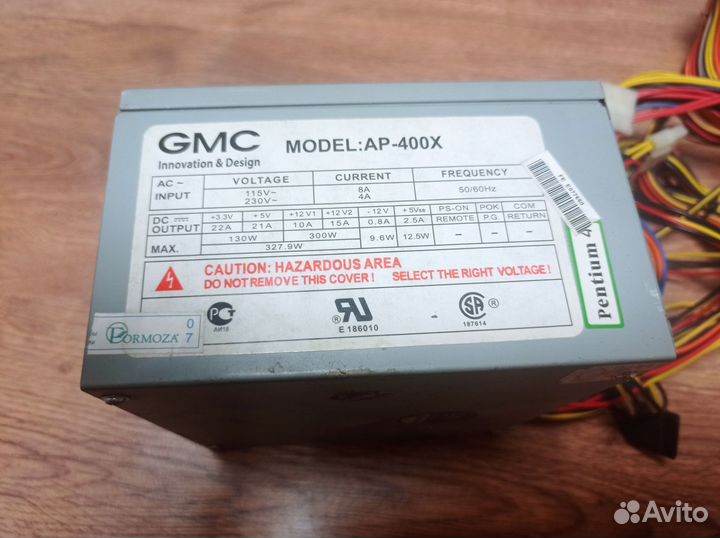 GMC
Innovation & Design
MODEL:AP-400X
AC ~ INPUT VOLTAGE CURRENT FREQUENCY
115V~ 8A 50/60Hz
230V~ 4A
DC OUTPUT +3.3V +5V +12V1 +12V2 -12V +5VSB PS-ON POK COM
22A 21A 10A 15A 0.8A 2.5A REMOTE P.G. RETURN
MAX. 130W 300W 9.6W 12.5W – – –
327.9W
CAUTION: HAZARDOUS AREA
DO NOT REMOVE THIS COVER ! SELECT THE RIGHT VOLTAGE !
АИ18
E 186010
-
187614
FORMOZA
0
7
Pentium 4
Avito